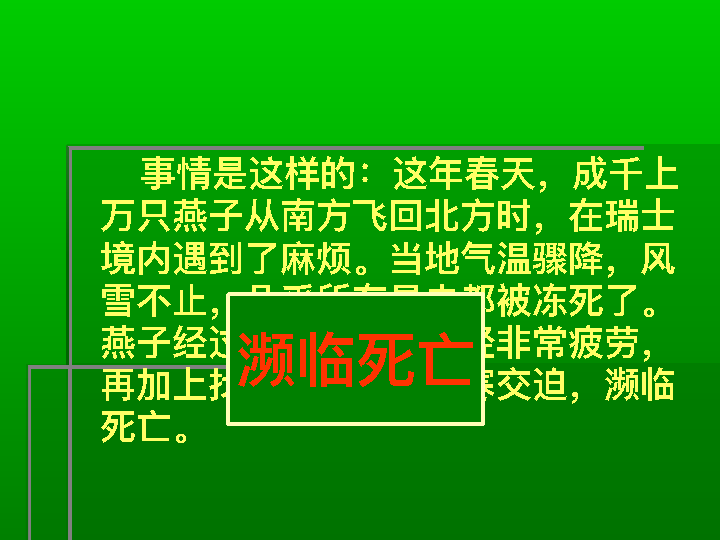 事情是这样的：这年春天，成千上
万只燕子从南方飞回北方时，在瑞士
境内遇到了麻烦。当地气温骤降，风
雪不止，都被冻死了。
燕子经过非常疲劳，
再加上找交迫，濒临
死亡。
濒临死亡